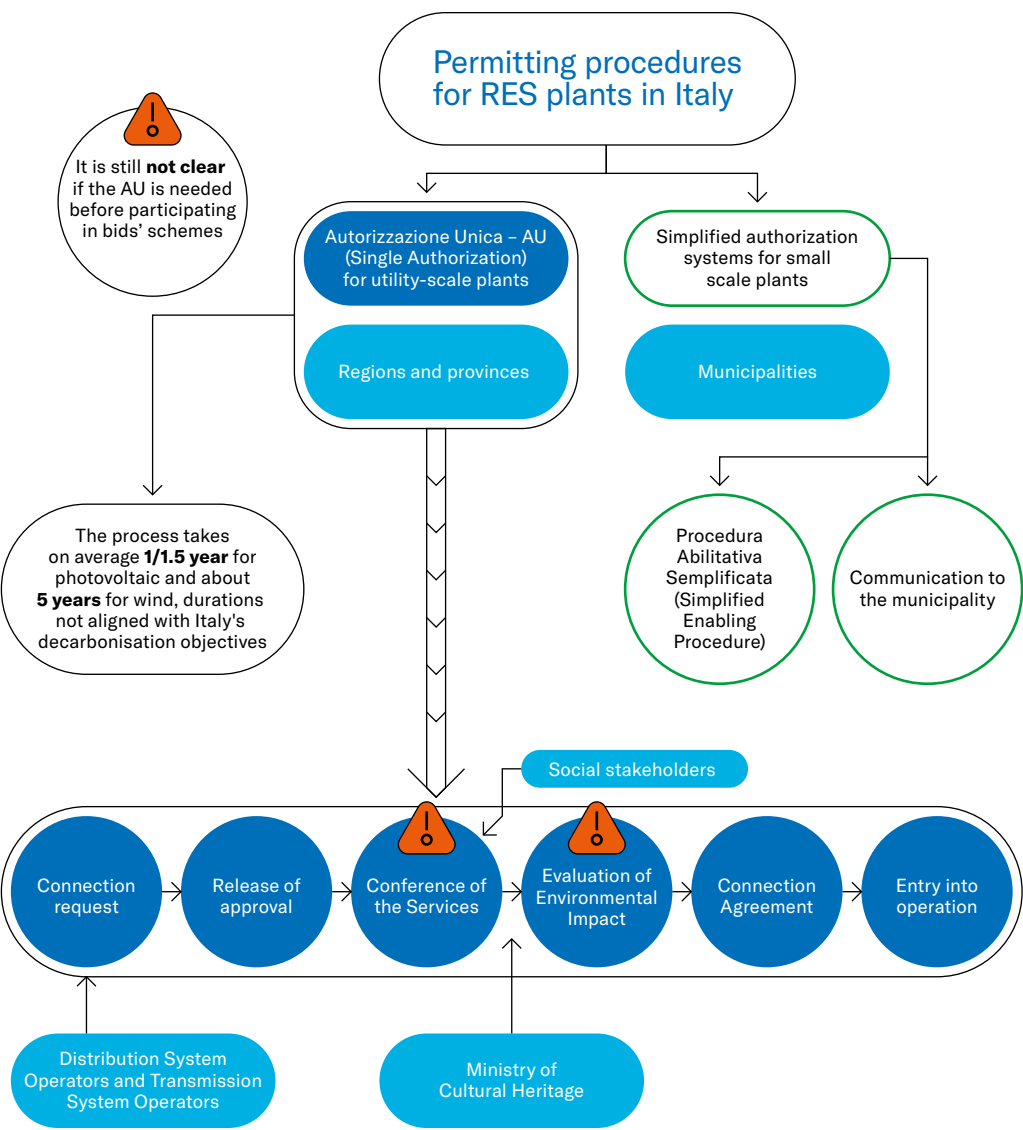 Permitting procedures
for RES plants in Italy
It is still not clear
if the AU is needed
before participating
in bids' schemes
Autorizzazione Unica – AU
(Single Authorization)
for utility-scale plants
Regions and provinces
Simplified authorization
systems for small
scale plants
Municipalities
The process takes
on average 1/1.5 year for
photovoltaic and about
5 years for wind, durations
not aligned with Italy's
decarbonisation objectives
Procedura
Abilitativa
Semplificata
(Simplified
Enabling
Procedure)
Communication to
the municipality
Social stakeholders
Connection
request
Release of
approval
Conference of
the Services
Evaluation of
Environmental
Impact
Connection
Agreement
Entry into
operation
Distribution System
Operators and Transmission
System Operators
Ministry of
Cultural Heritage